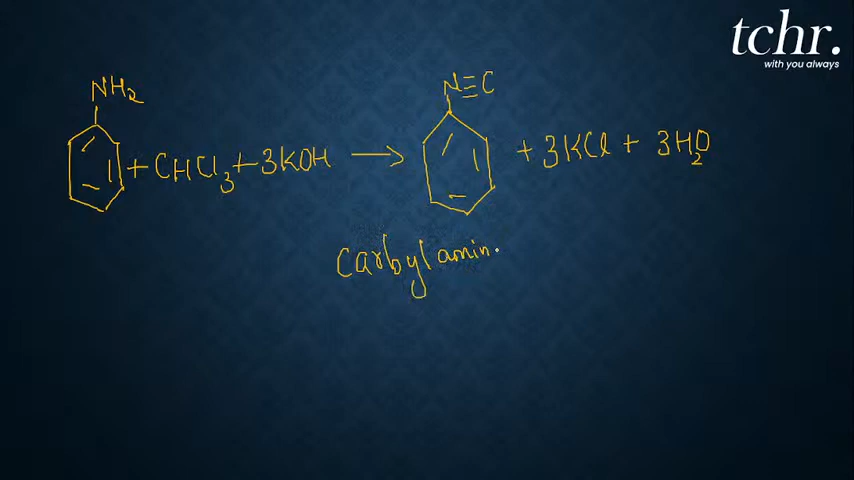 tchr.
with you always
NH2
N≡C
+ CHCl3 + 3KOH → + 3KCl + 3H2O
Carbylamin.